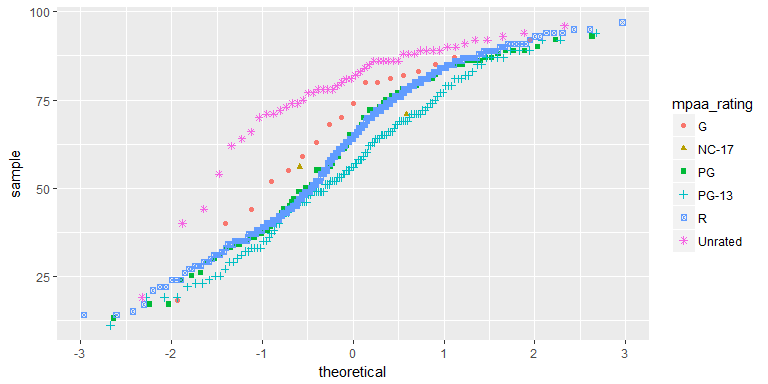 100
75
50
25
sample
-3
-2
-1
0
1
2
3
theoretical
mpaa_rating
G
NC-17
PG
PG-13
R
Unrated